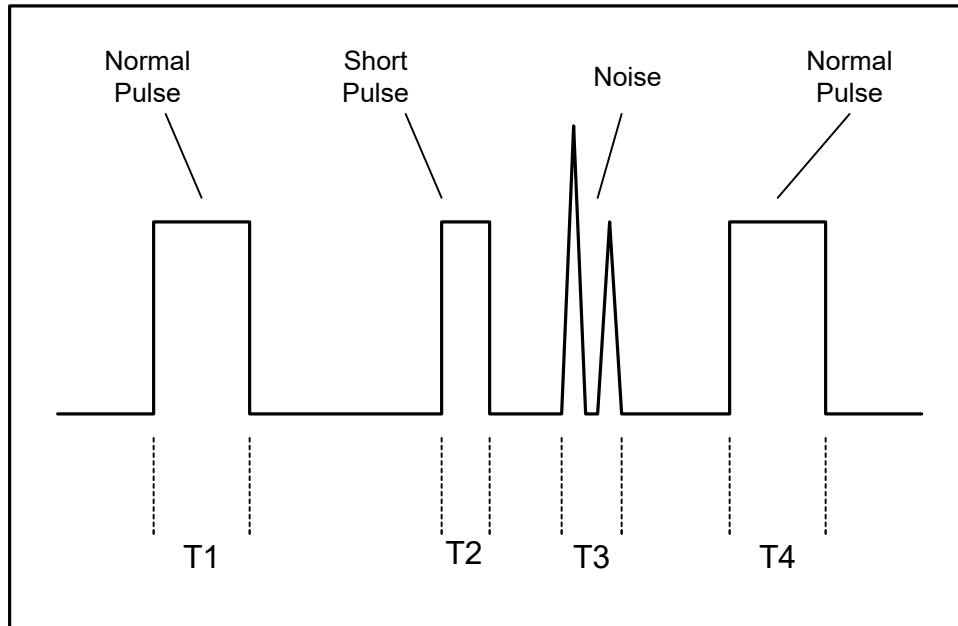 Normal
Pulse
Short
Pulse
Noise
Normal
Pulse
T1
T2
T3
T4